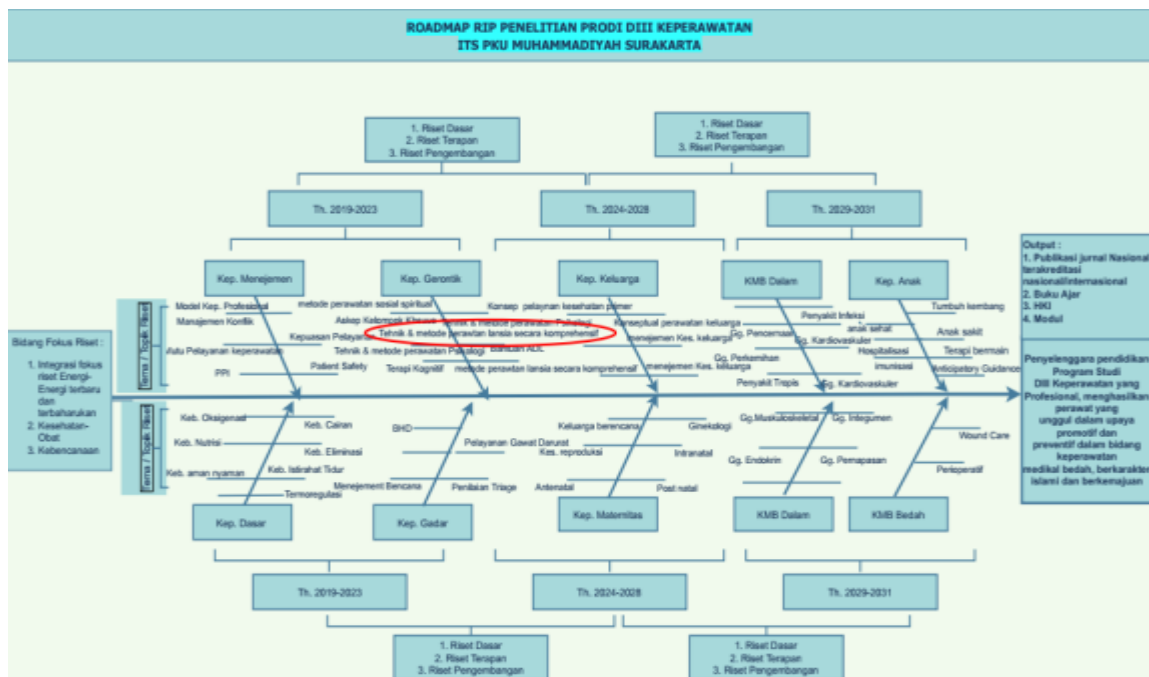 ROADMAP RIP PENELITIAN PRODI DIII KEPERAWATAN
ITS PKU MUHAMMADIYAH SURAKARTA
1. Riset Dasar
2. Riset Terapan
3. Riset Pengembangan
1. Riset Dasar
2. Riset Terapan
3. Riset Pengembangan
Th. 2019-2023
Th. 2024-2028
Th. 2029-2031
Kep. Menejemen
Kep. Gerontik
Kep. Keluarga
KMB Dalam
Kep. Anak
Output :
1. Publikasi jurnal Nasional
terakreditasi
nasional/internasional
2. Buku Ajar
3. HKI
4. Modul
Tema / Topik Riset
Model Kep. Profesional
Manajemen Konflik
Kepuasan Pelayanan
Mutu Pelayanan keperawatan
Patient Safety
PPI
metode perawatan sosial spiritual
Askep Kelompok Khusus
Tehnik & metode perawatan Psikologi
Tehnik & metode perawtan lansia secara komprehensif
Tehnik & metode perawatan Psikologi
Bantuan ADL
Terapi Kognitif
metode perawtan lansia secara komprehensif
Konsep pelaynan kesehatan primer
Konseptual perawatan keluarga
menejemen Kes. keluarga
menejemen Kes. keluarga
Penyakit Infeksi
Gg. Pencernaan
Gg. Kardiovaskuler
Gg. Perkemihan
Penyakit Tropis
Gg. Kardiovaskuler
Tumbuh kembang
anak sehat
Anak sakit
Hospitalisasi
Terapi bermain
imunisasi
Anticipatory Guidance
Bidang Fokus Riset :
1. Integrasi fokus
riset Energi-
Energi terbaru
dan
terbaharukan
2. Kesehatan-
Obat
3. Kebencanaan
Penyelenggara pendidikan
Program Studi
DIII Keperawatan yang
Profesional, menghasilkan
perawat yang
unggul dalam upaya
promotif dan
preventif dalam bidang
keperawatan
medikal bedah, berkarakter
islami dan berkemajuan
Tema / Topik Riset
Keb. Oksigenasi
Keb. Cairan
Keb. Nutrisi
Keb. Eliminasi
Keb. aman nyaman
Keb. Istirahat Tidur
Termoregulasi
BHD
Pelayanan Gawat Darurat
Menejement Bencana
Penilaian Triage
Keluarga berencana
Ginekologi
Kes. reproduksi
Intranatal
Antenatal
Post natal
Gg.Muskuloskeletal
Gg. Integumen
Gg. Endokrin
Gg. Pernapasan
Wound Care
Perioperatif
Kep. Dasar
Kep. Gadar
Kep. Maternitas
KMB Dalam
KMB Bedah
Th. 2019-2023
Th. 2024-2028
Th. 2029-2031
1. Riset Dasar
2. Riset Terapan
3. Riset Pengembangan
1. Riset Dasar
2. Riset Terapan
3. Riset Pengembangan